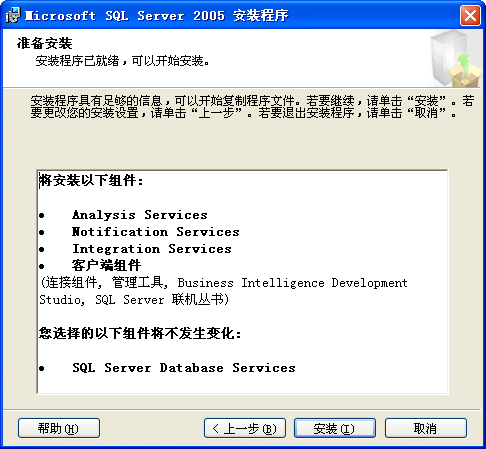 Microsoft SQL Server 2005 安装程序
准备安装
安装程序已就绪，可以开始安装。
安装程序具有足够的信息，可以开始复制程序文件。若要继续，请单击“安装”。若
要更改您的安装设置，请单击“上一步”。若要退出安装程序，请单击“取消”。
将安装以下组件:
• Analysis Services
• Notification Services
• Integration Services
• 客户端组件
(连接组件, 管理工具, Business Intelligence Development
Studio, SQL Server 联机丛书)
您选择的以下组件将不发生变化:
• SQL Server Database Services
帮助(H) < 上一步(B) 安装(I) 取消